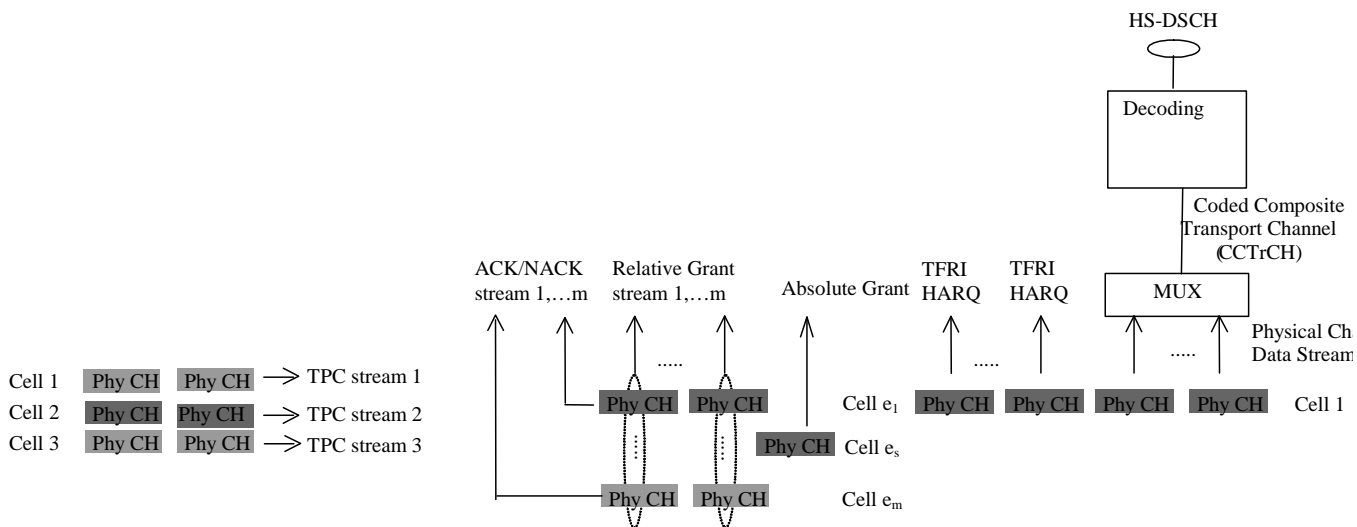 HS-DSCH
Decoding
Coded Composite
Transport Channel
(CCTrCH)
MUX
Physical Cha
Data Stream
ACK/NACK
stream 1,…m
Relative Grant
stream 1,…m
Absolute Grant
TFRI
HARQ
TFRI
HARQ
.....
.....
.....
Cell 1 Phy CH Phy CH TPC stream 1
Cell 2 Phy CH Phy CH TPC stream 2
Cell 3 Phy CH Phy CH TPC stream 3
Phy CH Phy CH Cell e1 Phy CH Phy CH Phy CH Phy CH Cell 1
..... ..... Phy CH Cell es
Phy CH Phy CH Cell em